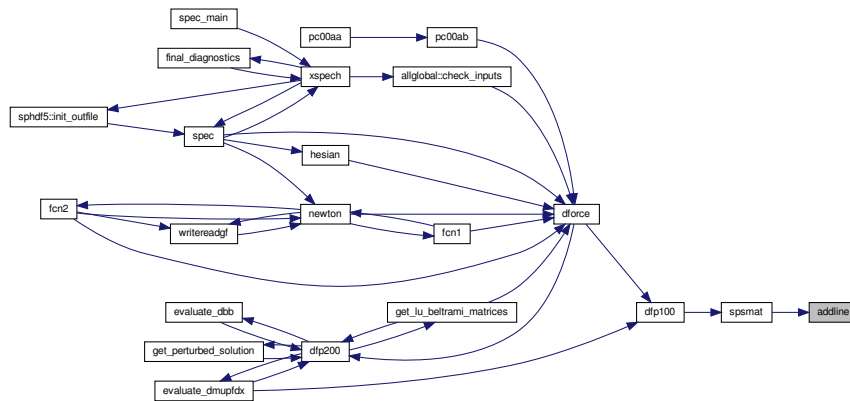 spec_main
pc00aa
pc00ab
final_diagnostics
xspech
allglobal::check_inputs
sphdf5::init_outfile
spec
hesian
fcn2
newton
dforce
writereadgf
fcn1
evaluate_dbb
get_lu_beltrami_matrices
dfp100
spsmat
addline
get_perturbed_solution
dfp200
evaluate_dmupfdx